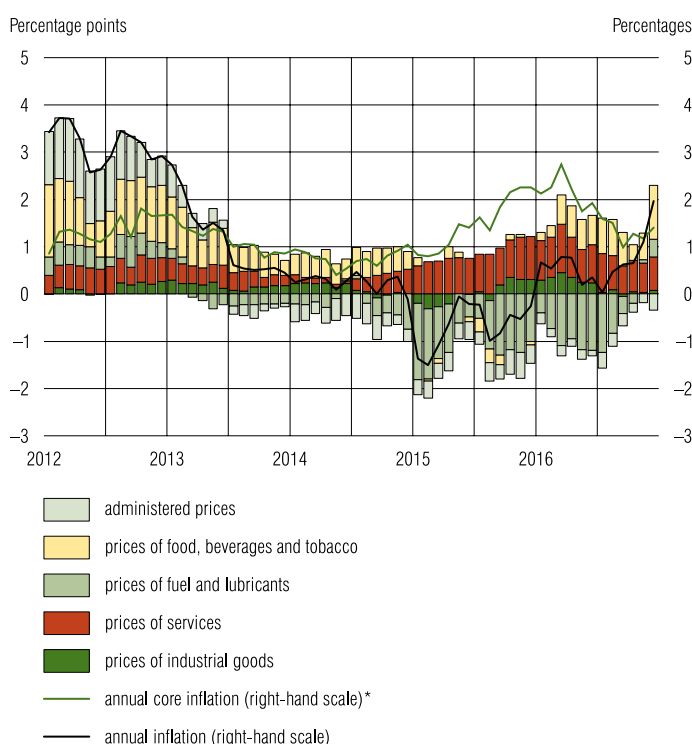 Percentage points Percentages
5 5
4 4
3 3
2 2
1 1
0 0
–1 –1
–2 –2
–3 –3
2012 2013 2014 2015 2016
administered prices
prices of food, beverages and tobacco
prices of fuel and lubricants
prices of services
prices of industrial goods
annual core inflation (right-hand scale)*
annual inflation (right-hand scale)